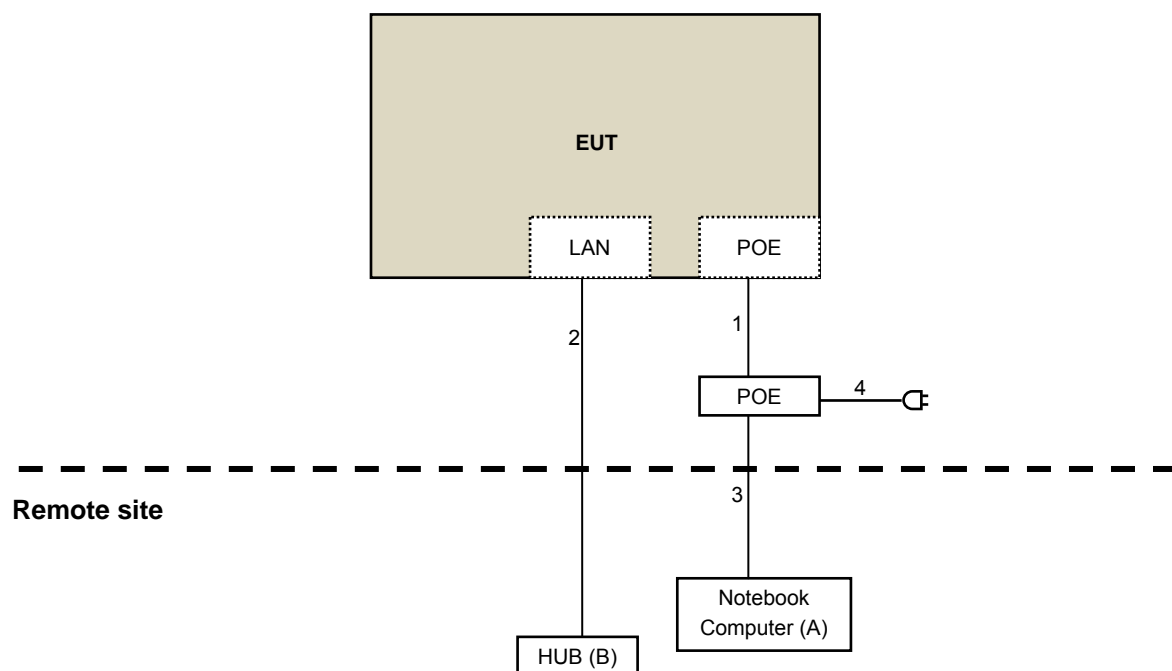 EUT
LAN
POE
2
1
POE
4
3
Remote site
Notebook
Computer (A)
HUB (B)